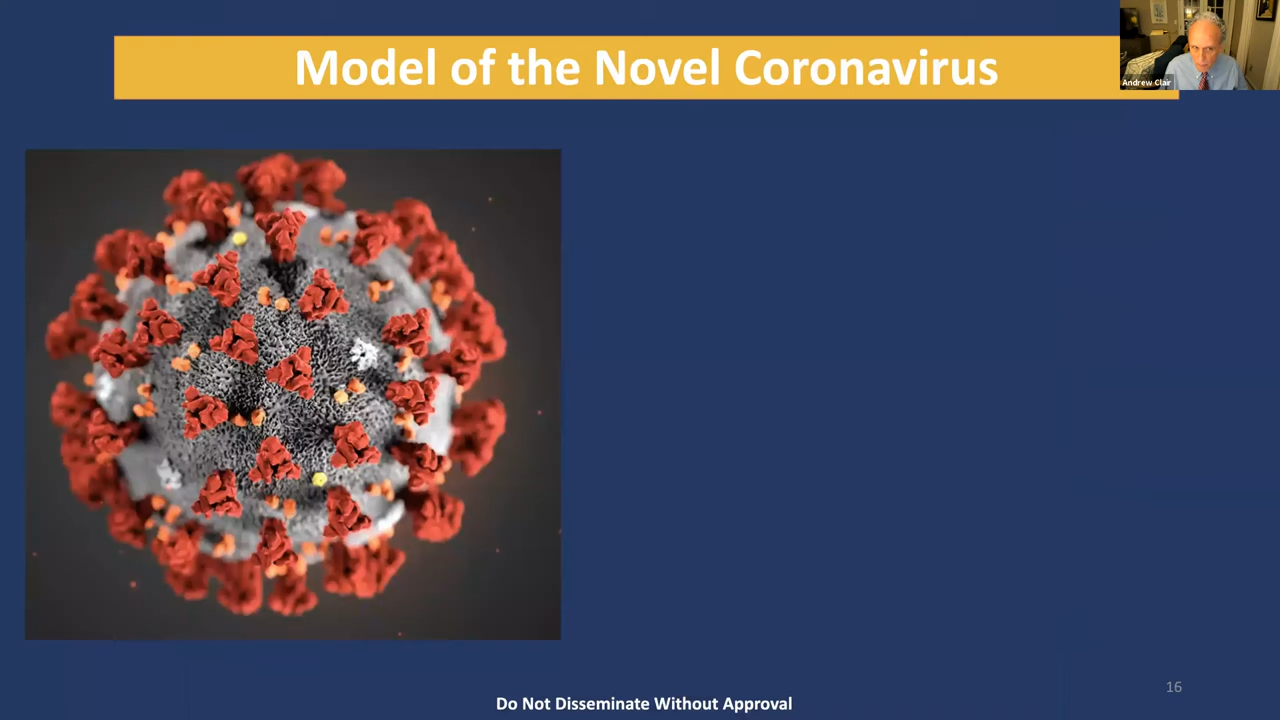 Model of the Novel Coronavirus
Andrew Clair
16
Do Not Disseminate Without Approval